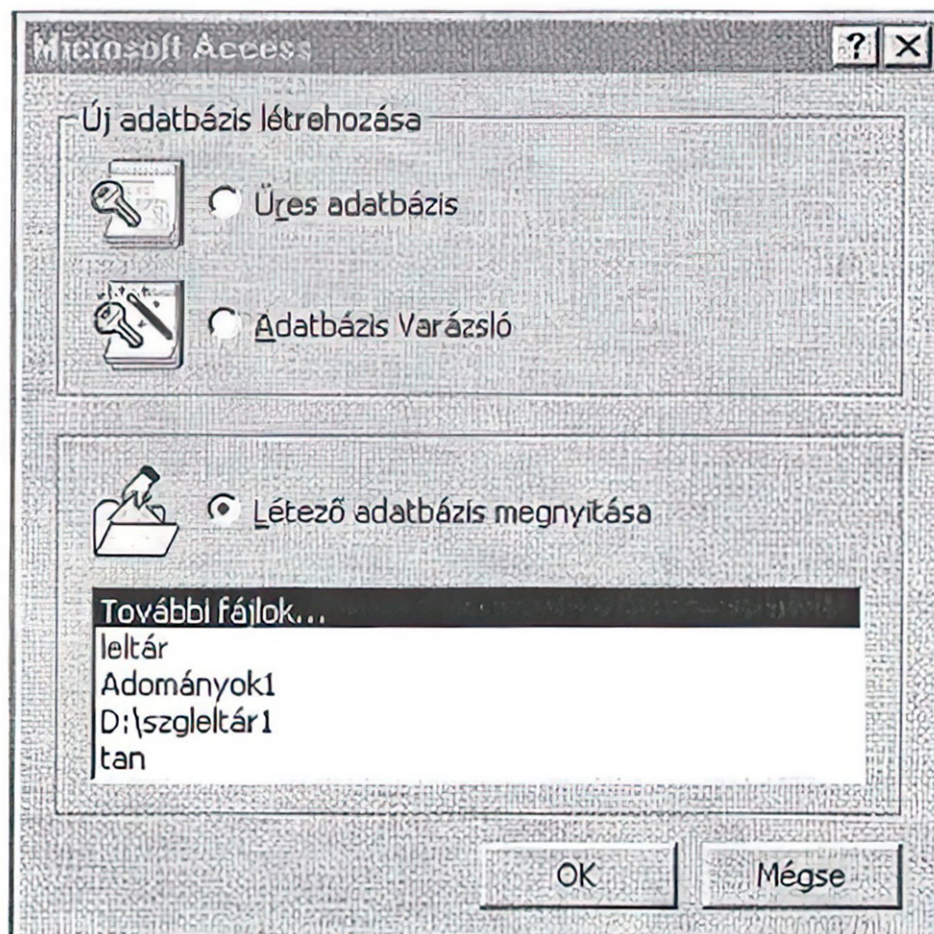 Microsoft Access
Új adatbázis létrehozása
Üres adatbázis
Adatbázis Varázsló
Létező adatbázis megnyitása
További fájlok...
leltár
Adományok1
D:\szgleltár1
tan
OK
Mégse